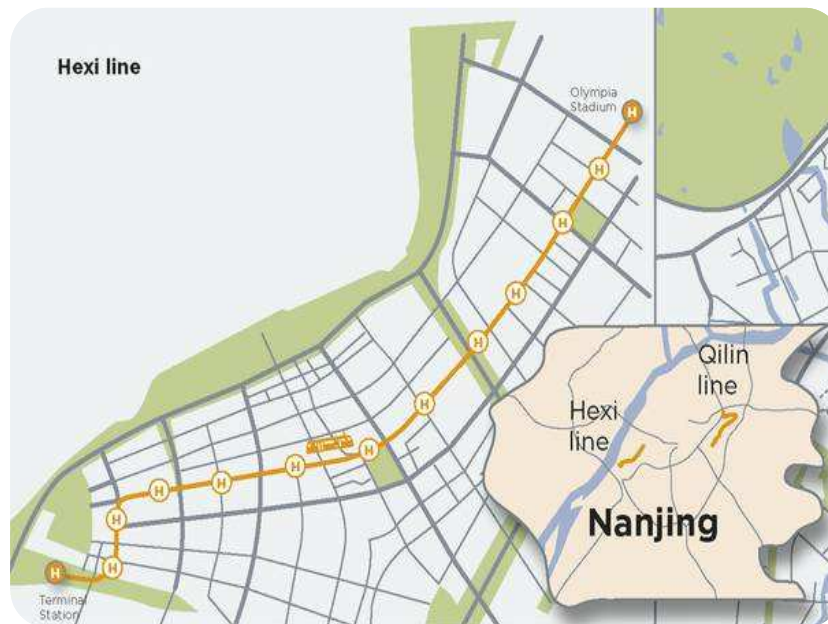 Hexi line
Olympia
Stadium
H
H
H
H
H
H
H
H
H
H
H
H
H
Terminal
Station
Qilin
line
Hexi
line
Nanjing